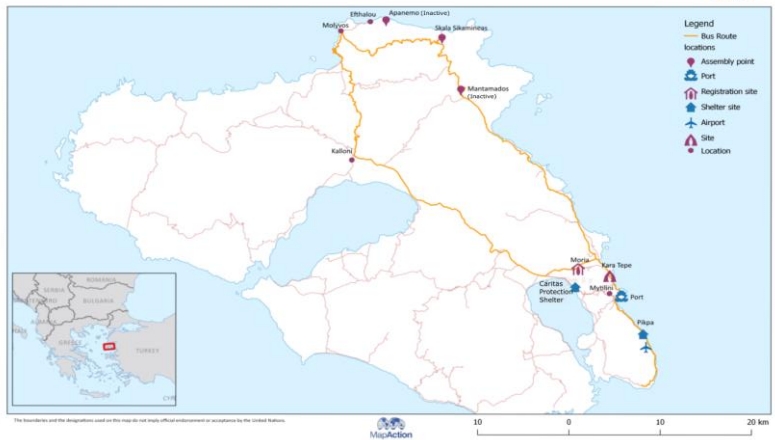 Efthalou
Apanemo (Inactive)
Molyvos
Skala Sikamineas
Mantamados
(Inactive)
Kalloni
Moria
Kara Tepe
Caritas
Protection
Shelter
Mytilini
Port
Pikpa
Legend
Bus Route
locations
Assembly point
Port
Registration site
Shelter site
Airport
Site
Location
ROMANIA
SERBIA
BULGARIA
GREECE
TURKEY
The boundaries and the designations used on this map do not imply official endorsement or acceptance by the United Nations.
MapAction
10 0 10 20 km